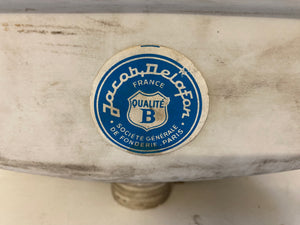 Jacob, Delafon
FRANCE
QUALITÉ
B
SOCIÉTÉ GÉNÉRALE
DE FONDERIE. PARIS